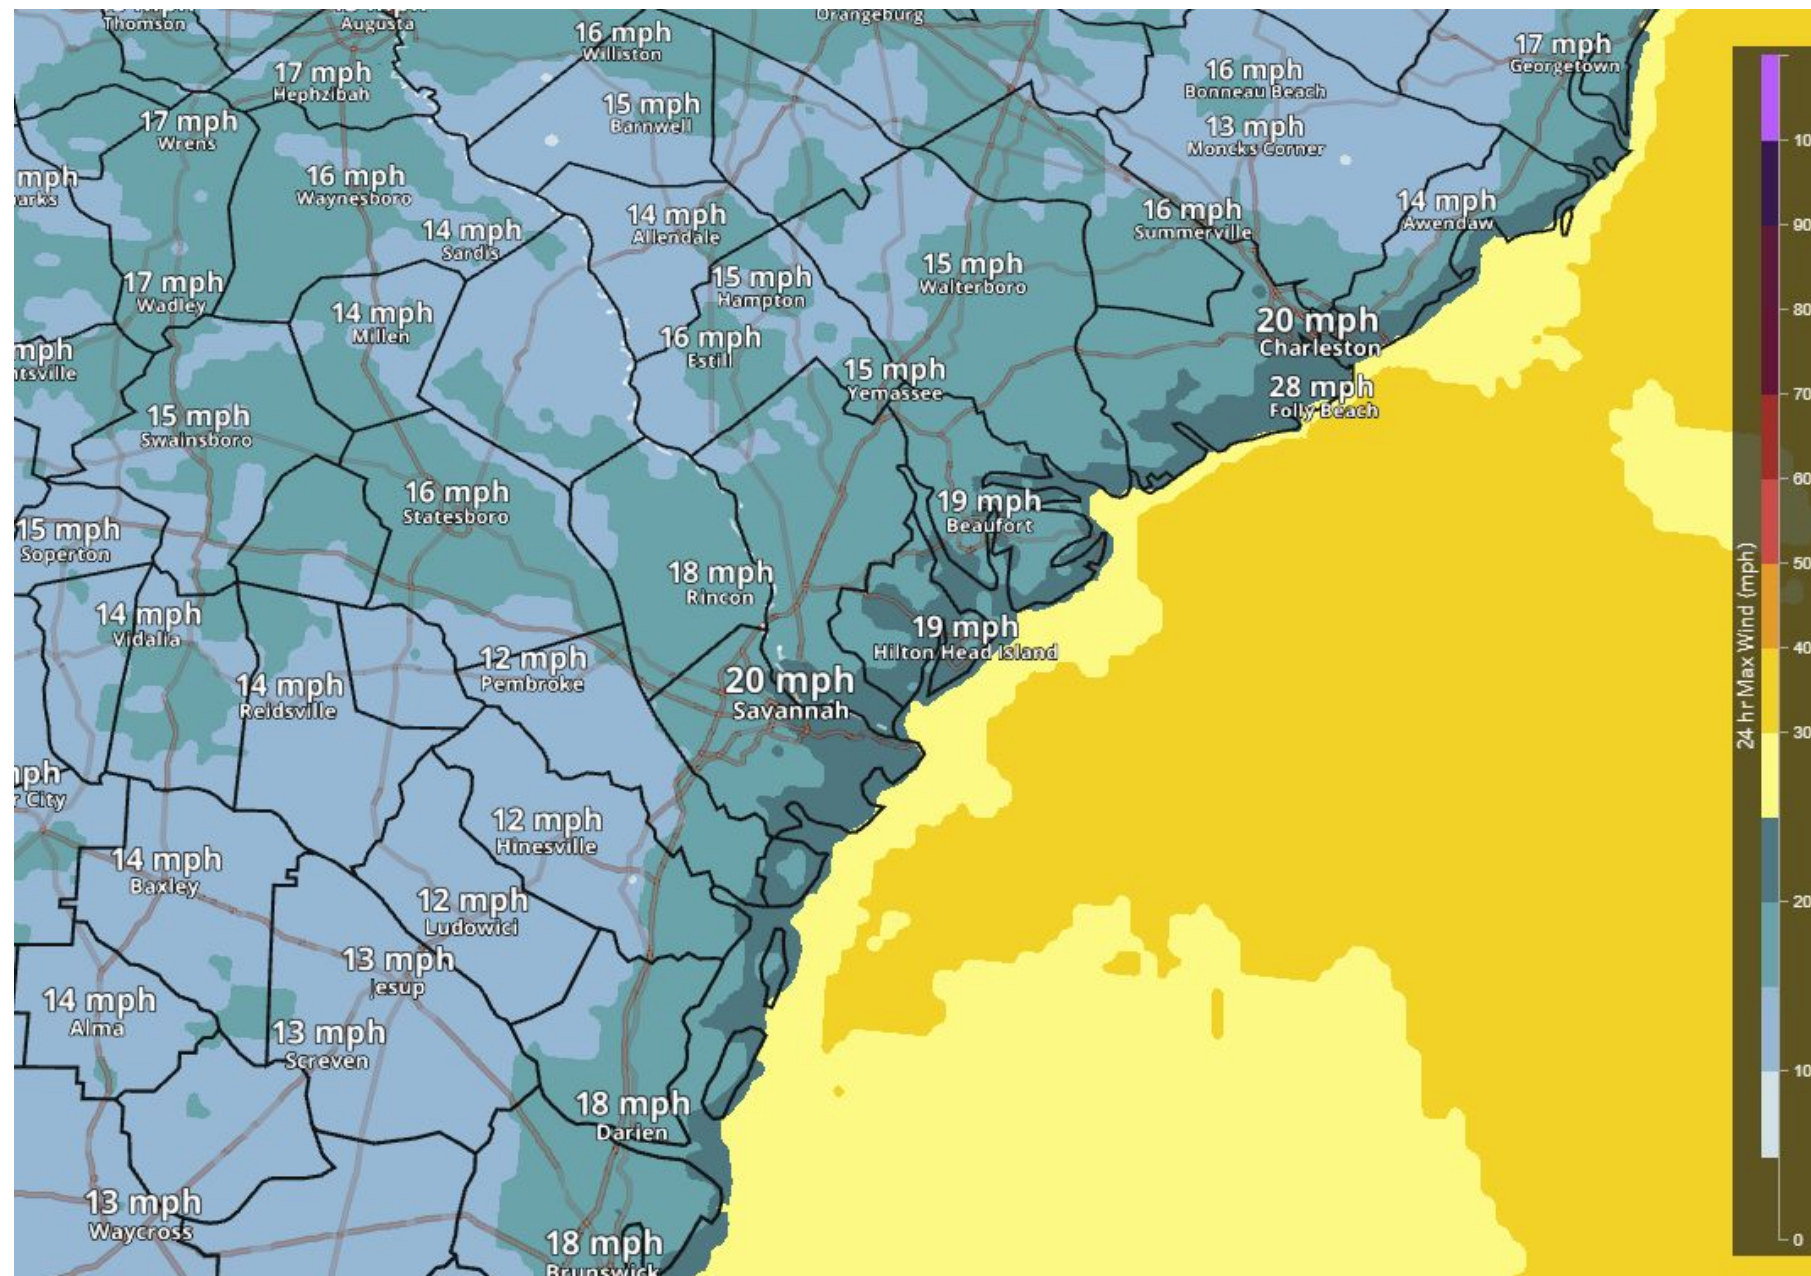 Thomson
Augusta
16 mph
Williston
Orangeburg
17 mph
Georgetown
17 mph
Hephzibah
15 mph
Barnwell
16 mph
Bonneau Beach
17 mph
Wrens
13 mph
Moncks Corner
mph
16 mph
Waynesboro
14 mph
Sardis
14 mph
Allendale
16 mph
Summerville
14 mph
Awendaw
17 mph
Wadley
15 mph
Hampton
15 mph
Walterboro
14 mph
Millen
16 mph
Estill
20 mph
Charleston
mph
ntsville
15 mph
Yemassee
28 mph
Folly Beach
15 mph
Swainsboro
16 mph
Statesboro
19 mph
Beaufort
15 mph
Soperton
18 mph
Rincon
14 mph
Vidalia
19 mph
Hilton Head Island
12 mph
Pembroke
14 mph
Reidsville
20 mph
Savannah
mph
r City
12 mph
Hinesville
14 mph
Baxley
12 mph
Ludowici
13 mph
Jesup
14 mph
Alma
13 mph
Screven
18 mph
Darien
13 mph
Waycross
18 mph
Brunswick
24 hr Max Wind (mph)
10
90
80
70
60
50
40
30
20
10
0